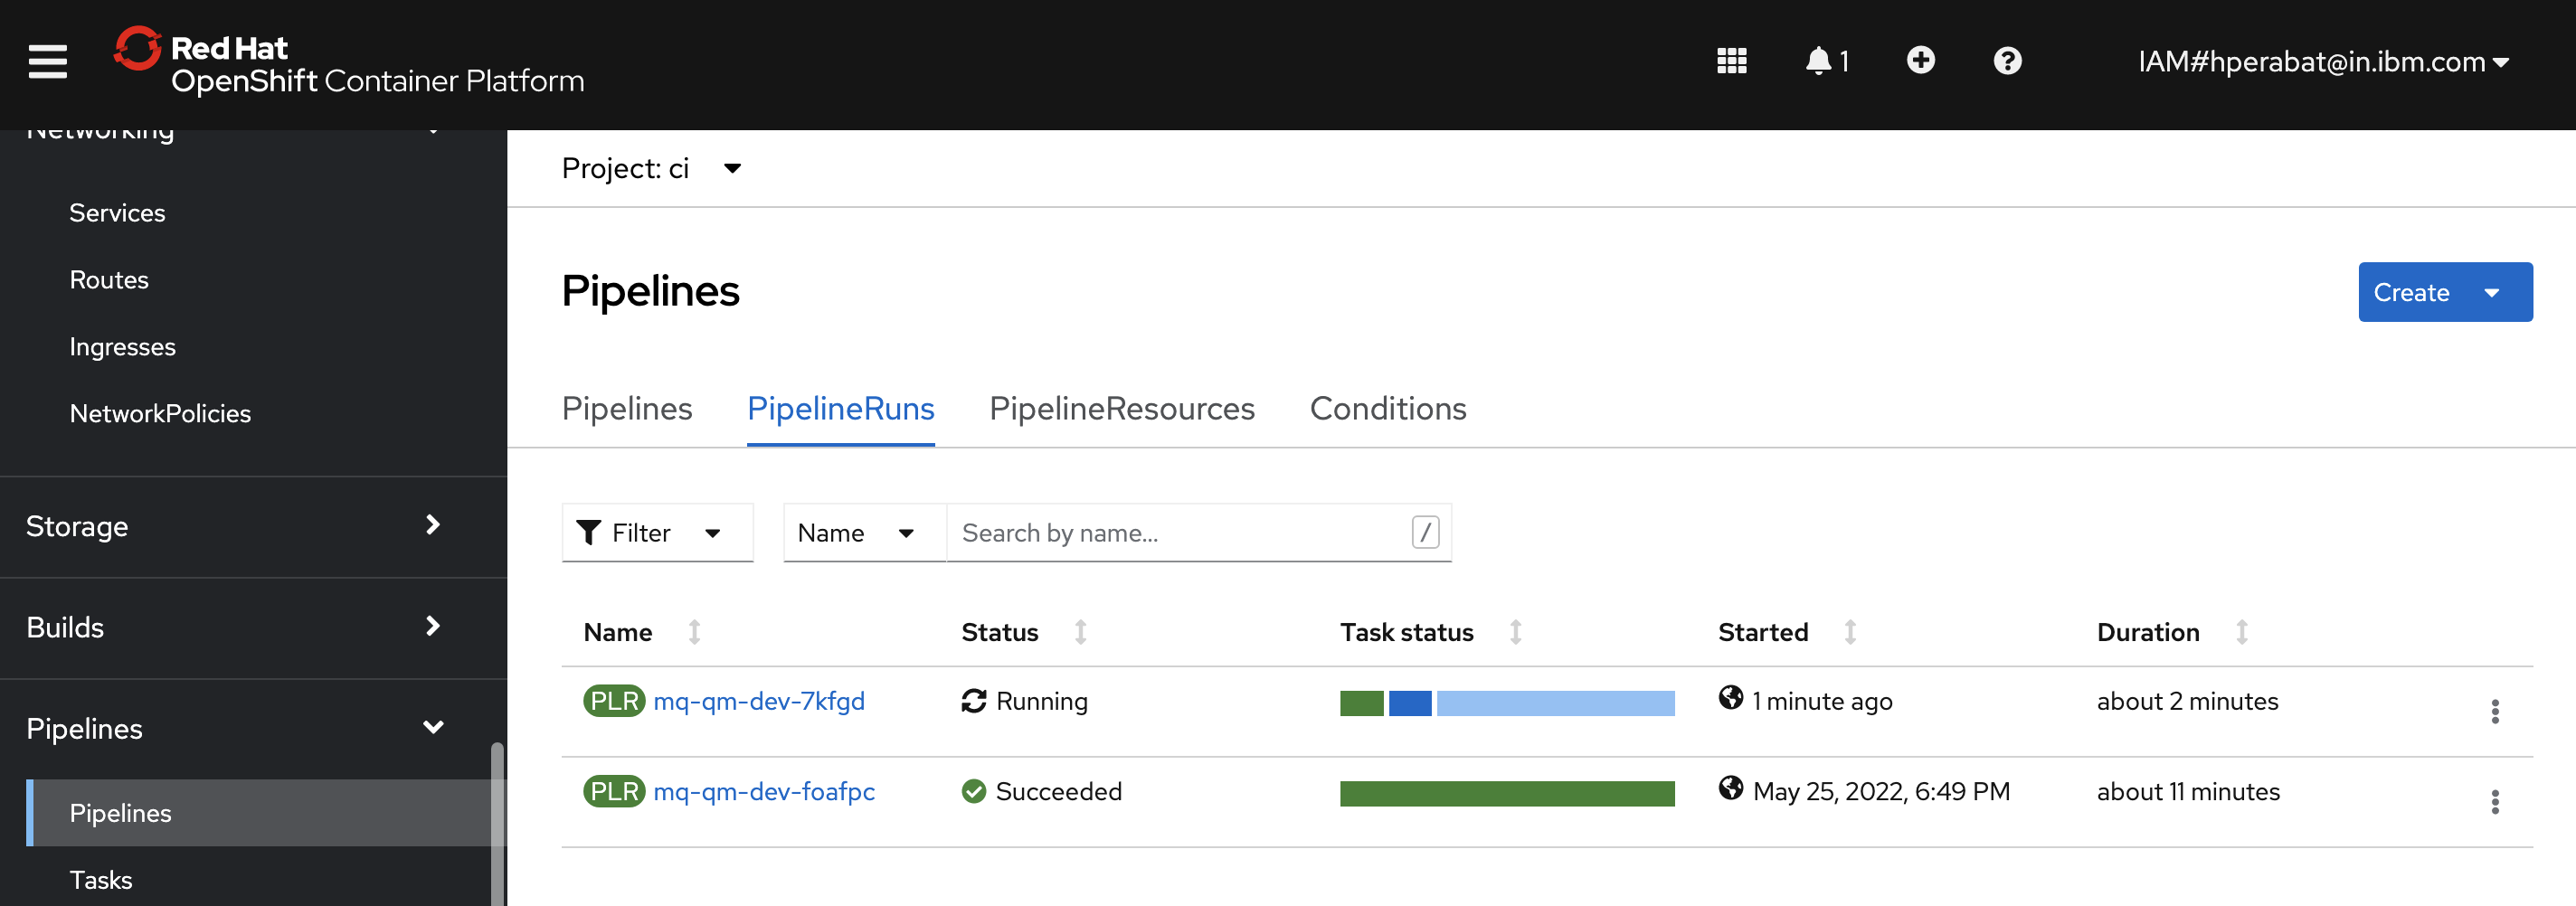 Red Hat
OpenShift Container Platform
1
IAM#hperabat@in.ibm.com
Networking
Services
Routes
Ingresses
NetworkPolicies
Storage
Builds
Pipelines
Pipelines
Tasks
Project: ci
Pipelines
Create
Pipelines PipelineRuns PipelineResources Conditions
Filter Name Search by name... /
Name Status Task status Started Duration
PLR mq-qm-dev-7kfgd Running 1 minute ago about 2 minutes
PLR mq-qm-dev-foafpc Succeeded May 25, 2022, 6:49 PM about 11 minutes